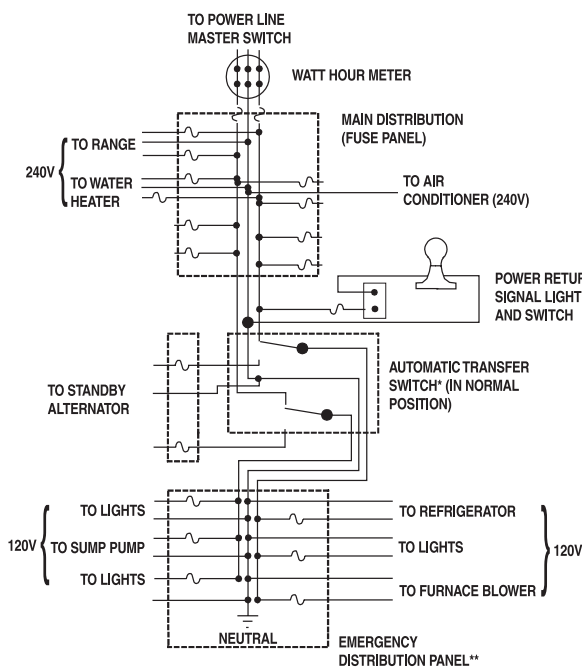 TO POWER LINE
MASTER SWITCH
WATT HOUR METER
MAIN DISTRIBUTION
(FUSE PANEL)
TO RANGE
240V
TO WATER
HEATER
TO AIR
CONDITIONER (240V)
POWER RETUR
SIGNAL LIGHT
AND SWITCH
AUTOMATIC TRANSFER
SWITCH* (IN NORMAL
POSITION)
TO STANDBY
ALTERNATOR
TO LIGHTS
TO REFRIGERATOR
120V
TO SUMP PUMP
TO LIGHTS
120V
TO LIGHTS
TO FURNACE BLOWER
NEUTRAL
EMERGENCY
DISTRIBUTION PANEL**